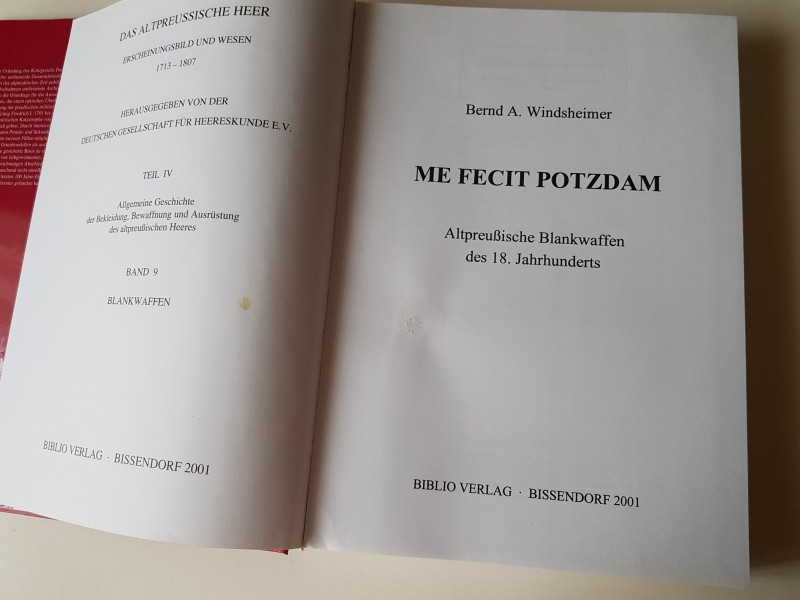 DAS ALTPREUSSISCHE HEER
ERSCHEINUNGSBILD UND WESEN
1713 – 1807
HERAUSGEGEBEN VON DER
DEUTSCHEN GESELLSCHAFT FÜR HEERESKUNDE E.V.
TEIL IV
Allgemeine Geschichte
der Bekleidung, Bewaffnung und Ausrüstung
des altpreußischen Heeres
BAND 9
BLANKWAFFEN
BIBLIO VERLAG · BISSENDORF 2001
Bernd A. Windsheimer
ME FECIT POTZDAM
Altpreußische Blankwaffen
des 18. Jahrhunderts
BIBLIO VERLAG · BISSENDORF 2001